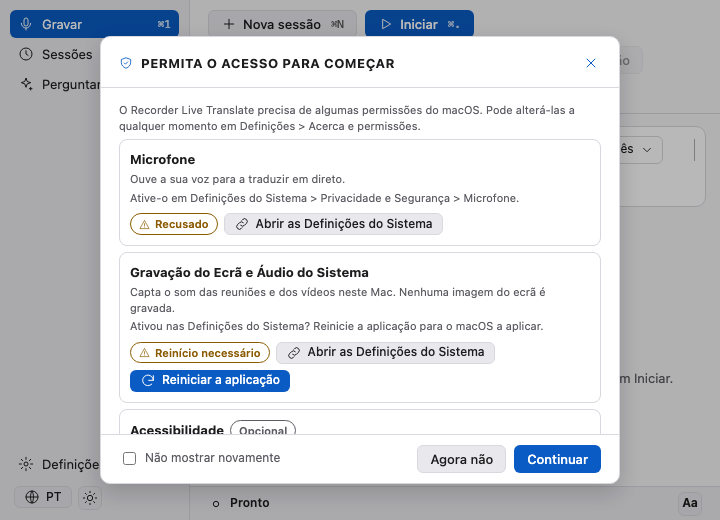 Gravar ⌘1
Nova sessão ⌘N
Iniciar
Sessões
Perguntar
PERMITA O ACESSO PARA COMEÇAR
O Recorder Live Translate precisa de algumas permissões do macOS. Pode alterá-las a
qualquer momento em Definições > Acerca e permissões.
Microfone
Ouve a sua voz para a traduzir em direto.
Ative-o em Definições do Sistema > Privacidade e Segurança > Microfone.
Recusado
Abrir as Definições do Sistema
Gravação do Ecrã e Áudio do Sistema
Capta o som das reuniões e dos vídeos neste Mac. Nenhuma imagem do ecrã é
gravada.
Ativou nas Definições do Sistema? Reinicie a aplicação para o macOS a aplicar.
Reinício necessário
Abrir as Definições do Sistema
Reiniciar a aplicação
m Iniciar.
Acessibilidade Opcional
Não mostrar novamente
Agora não
Continuar
Definiçõe
PT
Pronto
Aa